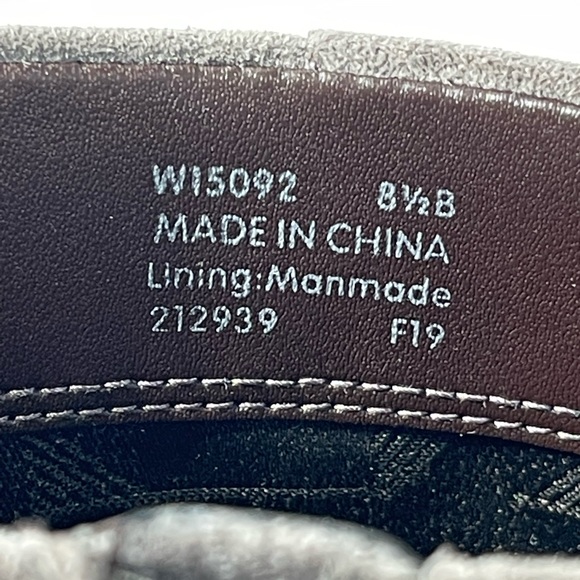 W15092 8½B
MADE IN CHINA
Lining:Manmade
212939 F19